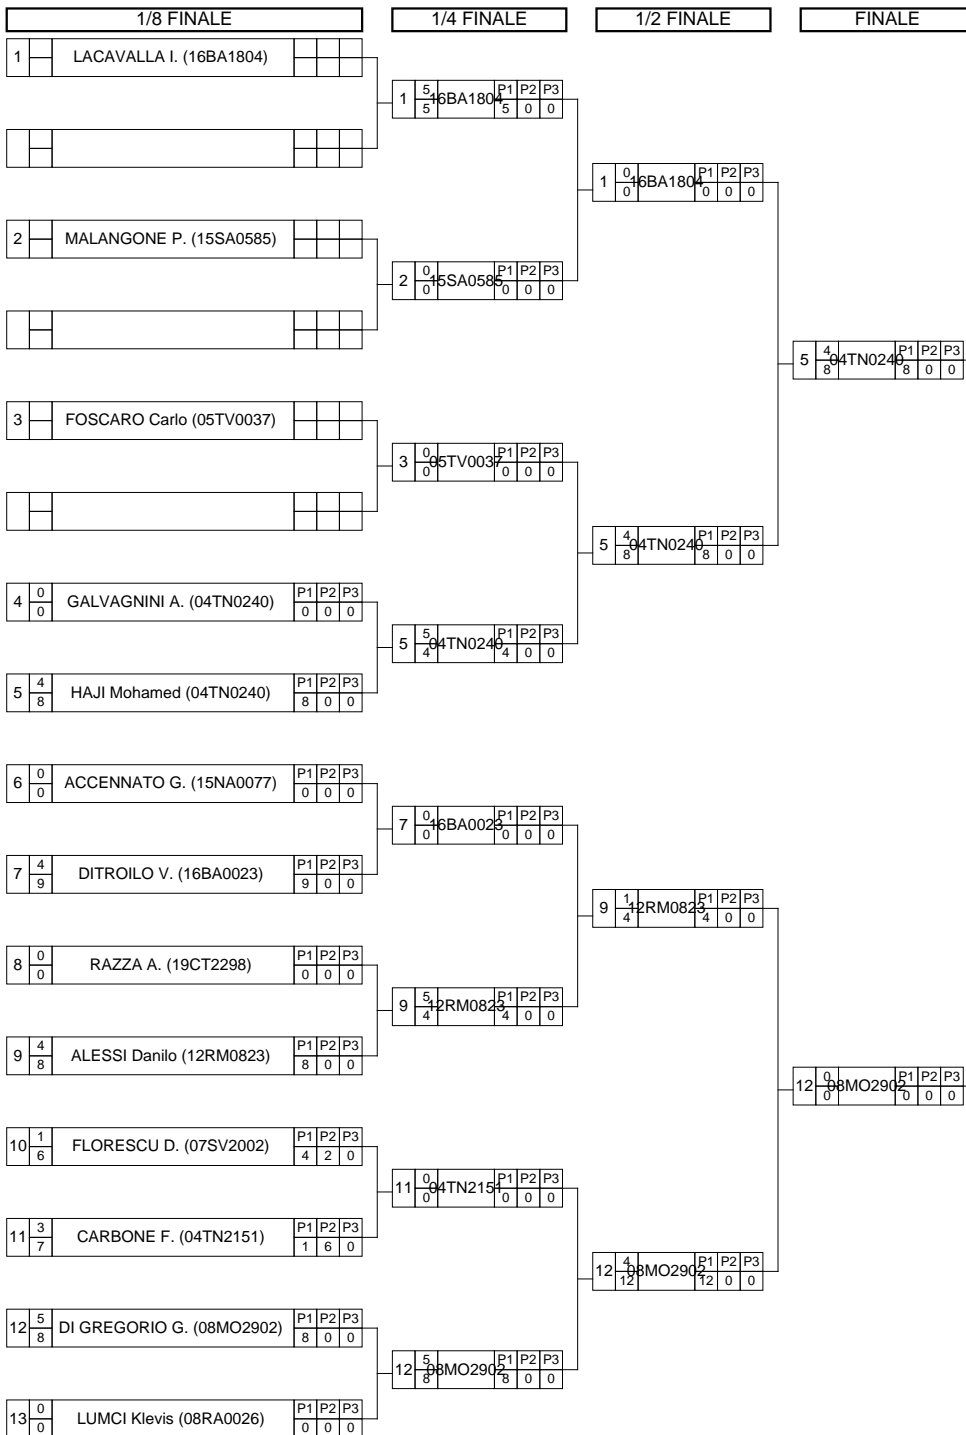 1/8 FINALE 1/4 FINALE 1/2 FINALE FINALE
1 LACAVALLA I. (16BA1804)
1 5 5 16BA1804 P1 P2 P3 5 0 0
1 0 0 16BA1804 P1 P2 P3 0 0 0
2 MALANGONE P. (15SA0585)
2 0 0 15SA0585 P1 P2 P3 0 0 0
5 4 8 04TN0240 P1 P2 P3 8 0 0
3 FOSCARO Carlo (05TV0037)
3 0 0 05TV0037 P1 P2 P3 0 0 0
5 4 8 04TN0240 P1 P2 P3 8 0 0
4 0 0 GALVAGNINI A. (04TN0240) P1 P2 P3 0 0 0
5 5 4 04TN0240 P1 P2 P3 4 0 0
5 4 8 HAJI Mohamed (04TN0240) P1 P2 P3 8 0 0
6 0 0 ACCENNATO G. (15NA0077) P1 P2 P3 0 0 0
7 0 0 16BA0023 P1 P2 P3 0 0 0
7 4 9 DITROILO V. (16BA0023) P1 P2 P3 9 0 0
9 1 4 12RM0823 P1 P2 P3 4 0 0
8 0 0 RAZZA A. (19CT2298) P1 P2 P3 0 0 0
9 5 4 12RM0823 P1 P2 P3 4 0 0
9 4 8 ALESSI Danilo (12RM0823) P1 P2 P3 8 0 0
12 0 0 08MO2902 P1 P2 P3 0 0 0
10 1 6 FLORESCU D. (07SV2002) P1 P2 P3 4 2 0
11 0 0 04TN2151 P1 P2 P3 0 0 0
11 3 7 CARBONE F. (04TN2151) P1 P2 P3 1 6 0
12 4 12 08MO2902 P1 P2 P3 12 0 0
12 5 8 DI GREGORIO G. (08MO2902) P1 P2 P3 8 0 0
12 5 8 08MO2902 P1 P2 P3 8 0 0
13 0 0 LUMCI Klevis (08RA0026) P1 P2 P3 0 0 0